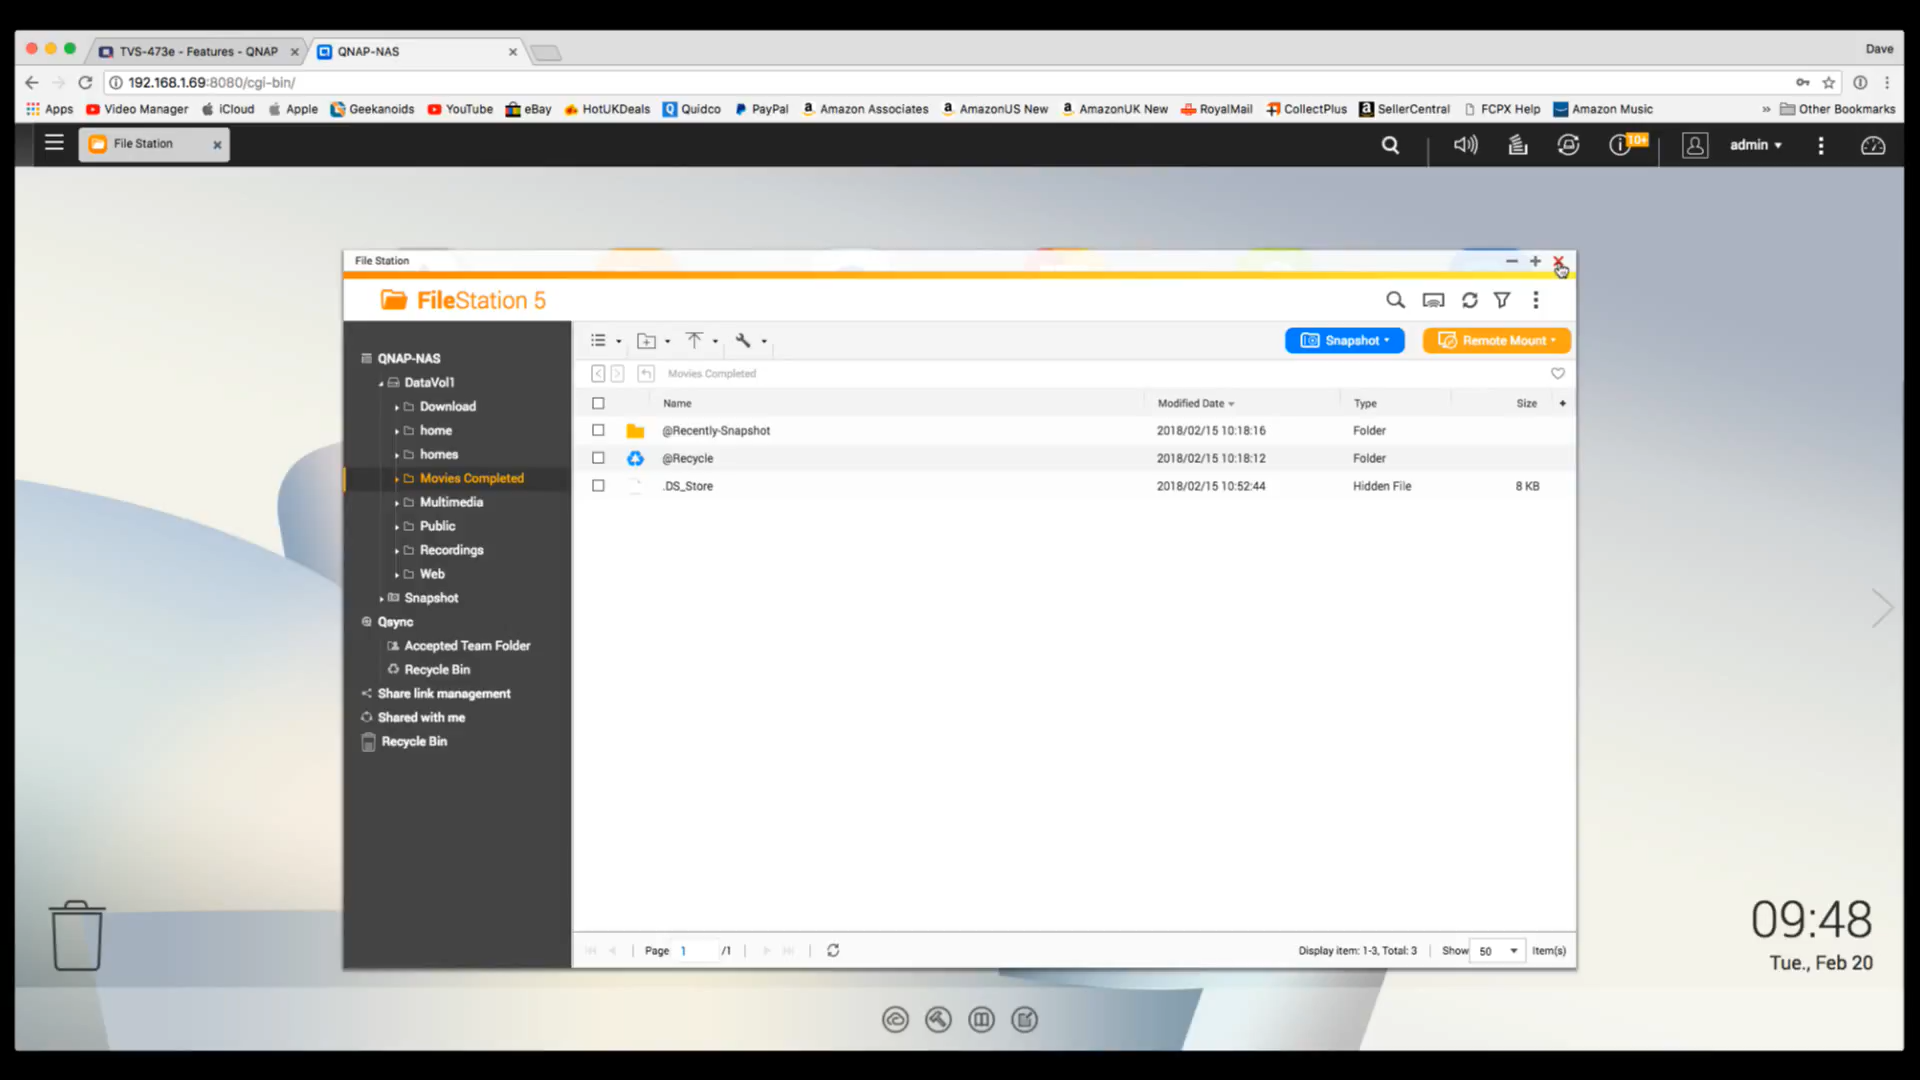 TVS-473e - Features - QNAP
QNAP-NAS
Dave
192.168.1.69:8080/cgi-bin/
Apps Video Manager iCloud Apple Geekanoids YouTube eBay HotUKDeals Quidco PayPal Amazon Associates AmazonUS New AmazonUK New RoyalMail CollectPlus SellerCentral FCPX Help Amazon Music » Other Bookmarks
File Station
10+
admin
File Station
FileStation 5
Snapshot
Remote Mount
Movies Completed
Name Modified Date Type Size
@Recently-Snapshot 2018/02/15 10:18:16 Folder
@Recycle 2018/02/15 10:18:12 Folder
.DS_Store 2018/02/15 10:52:44 Hidden File 8 KB
QNAP-NAS
DataVol1
Download
home
homes
Movies Completed
Multimedia
Public
Recordings
Web
Snapshot
Qsync
Accepted Team Folder
Recycle Bin
Share link management
Shared with me
Recycle Bin
Page 1 /1
Display item: 1-3, Total: 3 | Show 50 Item(s)
09:48
Tue., Feb 20